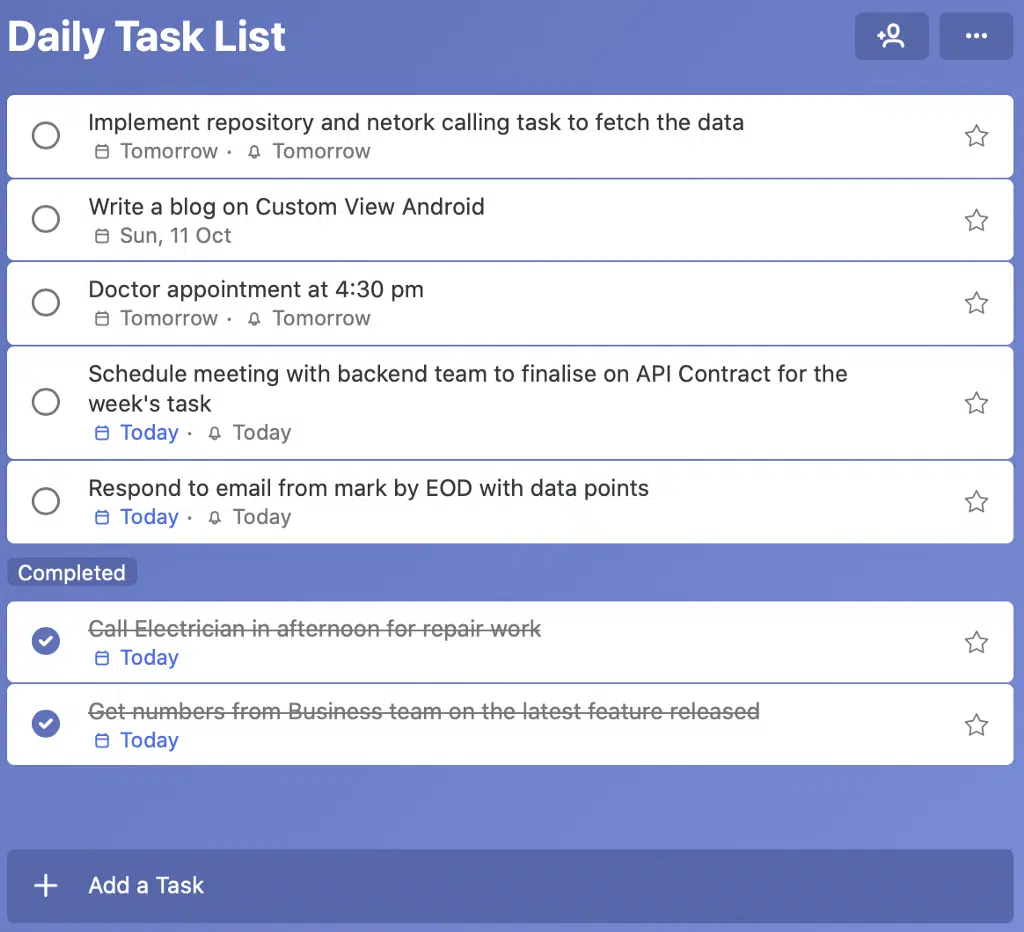 Daily Task List
Implement repository and netork calling task to fetch the data
Tomorrow · Tomorrow
Write a blog on Custom View Android
Sun, 11 Oct
Doctor appointment at 4:30 pm
Tomorrow · Tomorrow
Schedule meeting with backend team to finalise on API Contract for the
week's task
Today · Today
Respond to email from mark by EOD with data points
Today · Today
Completed
Call Electrician in afternoon for repair work
Today
Get numbers from Business team on the latest feature released
Today
Add a Task